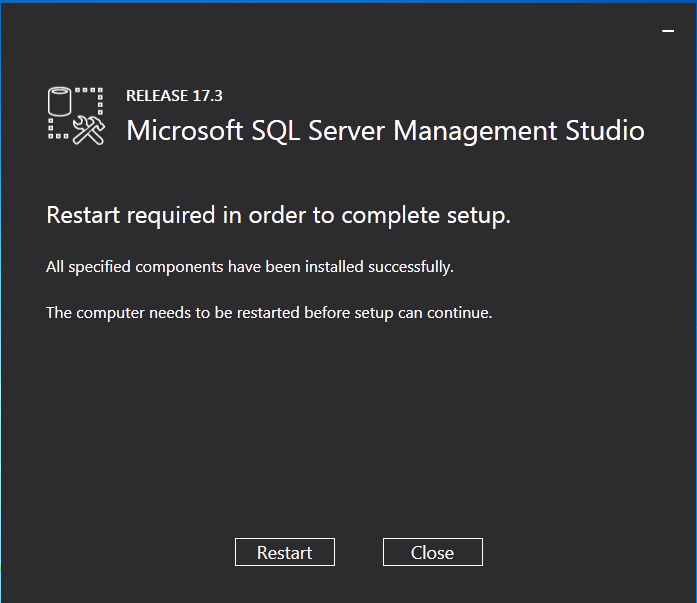 RELEASE 17.3
Microsoft SQL Server Management Studio
Restart required in order to complete setup.
All specified components have been installed successfully.
The computer needs to be restarted before setup can continue.
Restart
Close